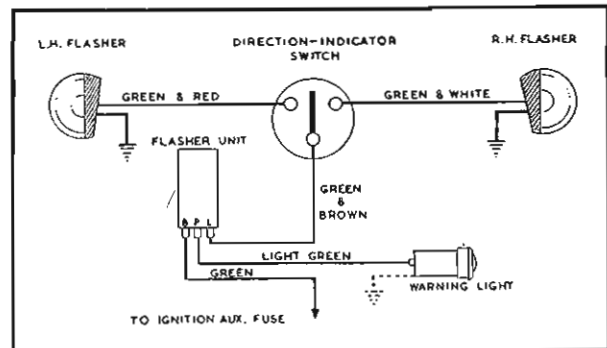 L.H. FLASHER
DIRECTION-INDICATOR
SWITCH
R.H. FLASHER
GREEN & RED
GREEN & WHITE
FLASHER UNIT
GREEN
&
BROWN
B P L
LIGHT GREEN
GREEN
WARNING LIGHT
TO IGNITION AUX. FUSE